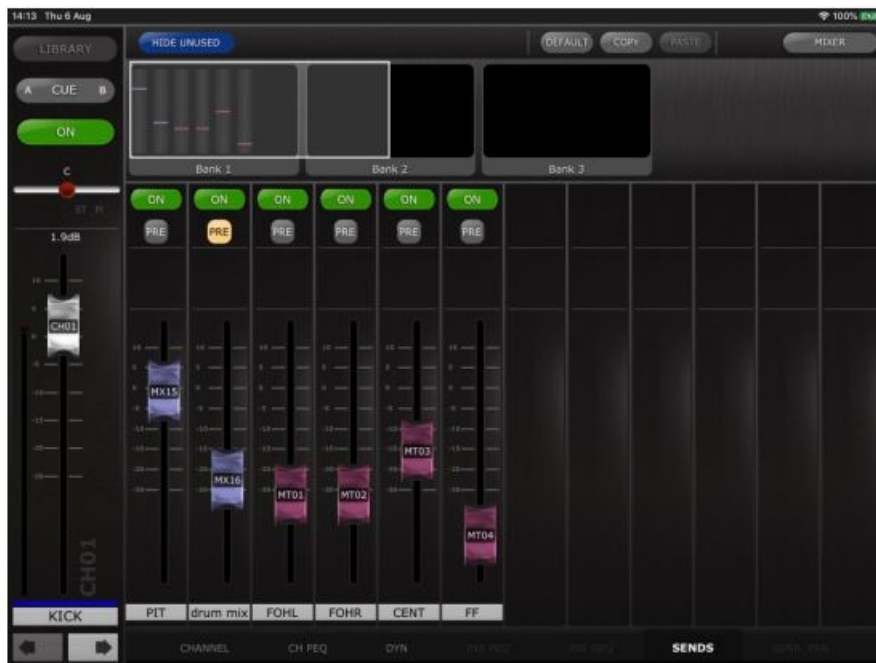 14:13 Thu 6 Aug 100%
LIBRARY HIDE UNUSED DEFAULT COPY PASTE MIXER
A CUE B
ON
Bank 1 Bank 2 Bank 3
C
ST M
ON ON ON ON ON ON
PRE PRE PRE PRE PRE PRE
1.9dB
CH01
MX15
MX16
MT01
MT02
MT03
MT04
CH01
KICK PIT drum mix FOHL FOHR CENT FF
CHANNEL CH PEQ DYN SENDS